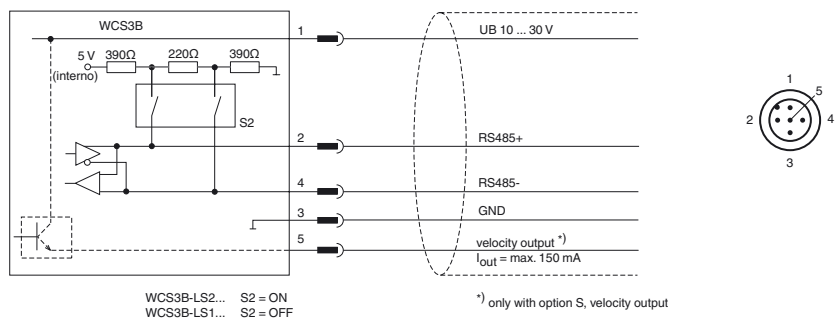 WCS3B
1
UB 10 ... 30 V
5 V 390Ω 220Ω 390Ω
(interno)
S2
2
RS485+
4
RS485-
3
GND
5
velocity output *)
Iout = max. 150 mA
WCS3B-LS2... S2 = ON
WCS3B-LS1... S2 = OFF
*) only with option S, velocity output
1
5
2
4
3